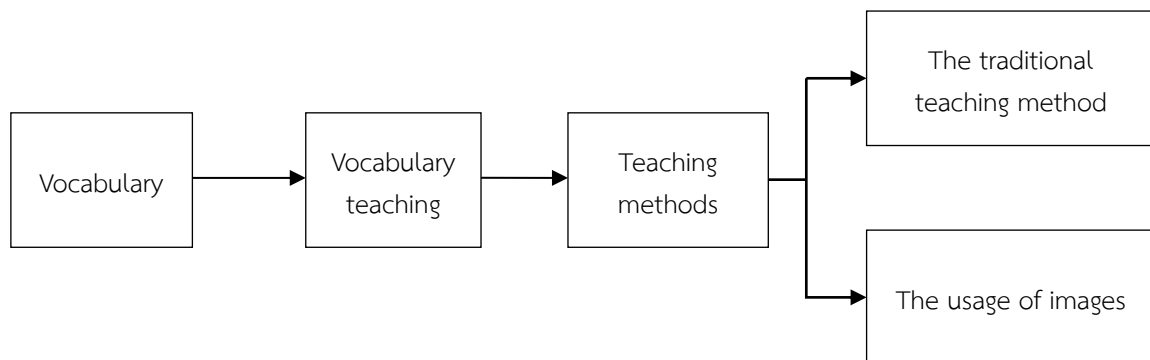 Vocabulary
Vocabulary
teaching
Teaching
methods
The traditional
teaching method
The usage of images